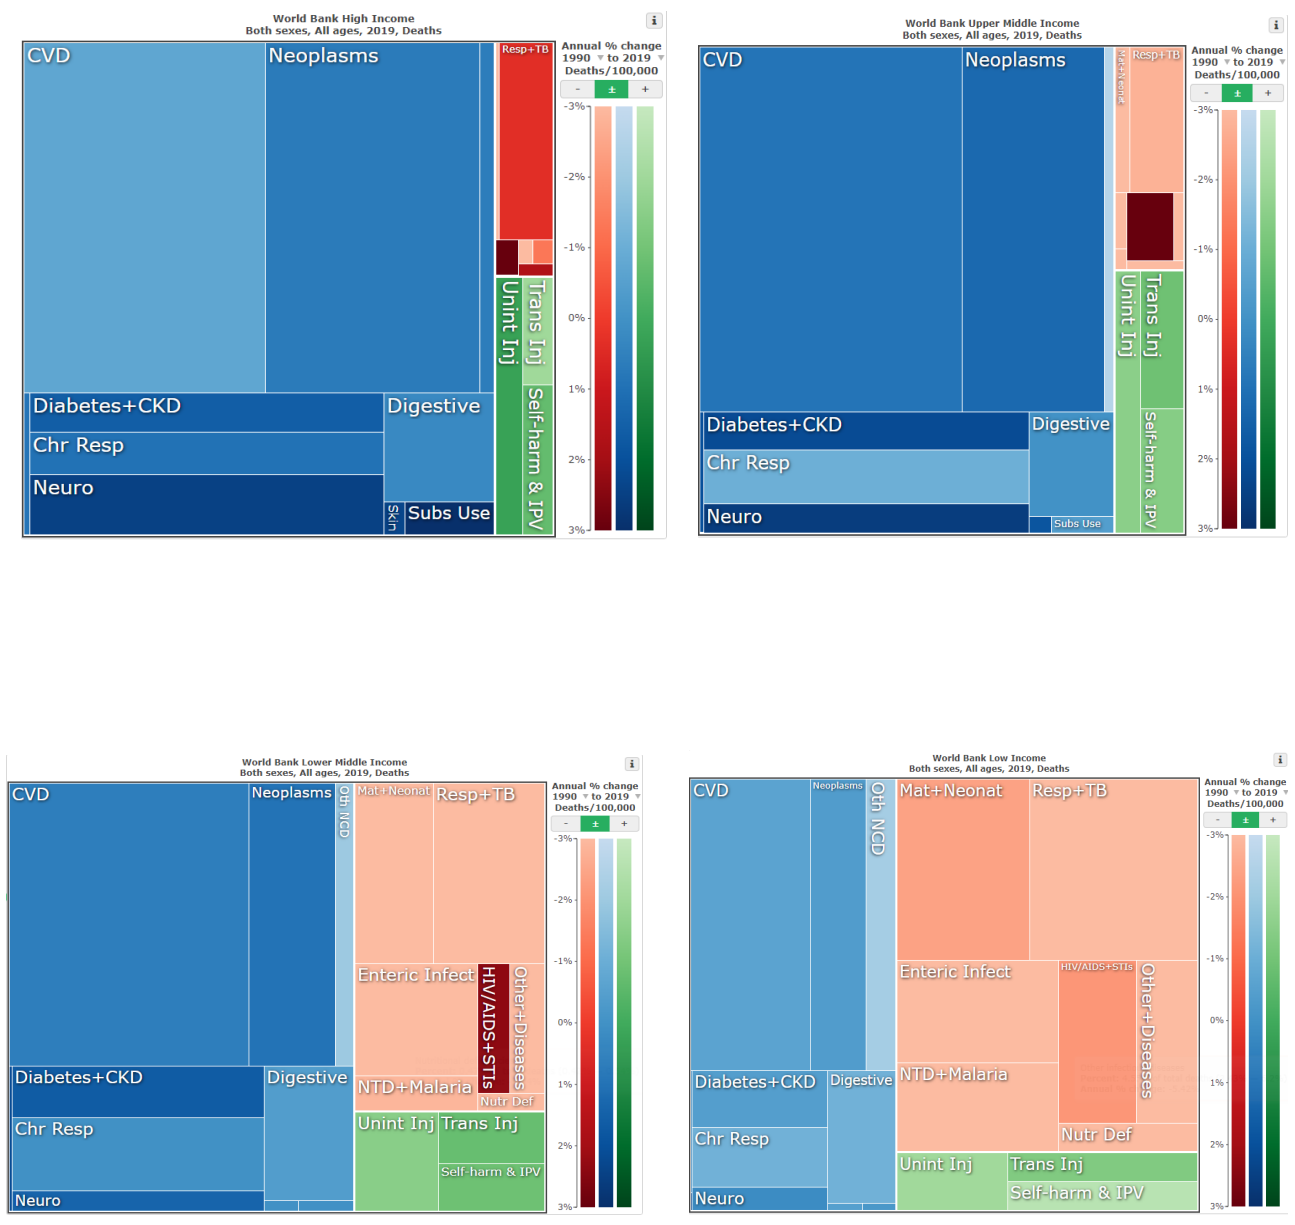 World Bank High Income
Both sexes, All ages, 2019, Deaths
i
CVD
Neoplasms
Resp+TB
Diabetes+CKD
Digestive
Chr Resp
Neuro
Skin
Subs Use
Unint Inj
Trans Inj
Self-harm & IPV
Annual % change
1990 ▼ to 2019 ▼
Deaths/100,000
- ± +
-3%
-2%
-1%
0%
1%
2%
3%
World Bank Upper Middle Income
Both sexes, All ages, 2019, Deaths
i
CVD
Neoplasms
Mat+Neonat
Resp+TB
Diabetes+CKD
Digestive
Chr Resp
Neuro
Subs Use
Unint Inj
Trans Inj
Self-harm & IPV
Annual % change
1990 ▼ to 2019 ▼
Deaths/100,000
- ± +
-3%
-2%
-1%
0%
1%
2%
3%
World Bank Lower Middle Income
Both sexes, All ages, 2019, Deaths
i
CVD
Neoplasms
Oth NCD
Mat+Neonat
Resp+TB
Enteric Infect
HIV/AIDS+STIs
Other+Diseases
NTD+Malaria
Nutr Def
Diabetes+CKD
Digestive
Chr Resp
Neuro
Unint Inj
Trans Inj
Self-harm & IPV
Annual % change
1990 ▼ to 2019 ▼
Deaths/100,000
- ± +
-3%
-2%
-1%
0%
1%
2%
3%
World Bank Low Income
Both sexes, All ages, 2019, Deaths
i
CVD
Neoplasms
Oth NCD
Mat+Neonat
Resp+TB
Enteric Infect
HIV/AIDS+STIs
Other+Diseases
NTD+Malaria
Nutr Def
Diabetes+CKD
Digestive
Chr Resp
Neuro
Unint Inj
Trans Inj
Self-harm & IPV
Annual % change
1990 ▼ to 2019 ▼
Deaths/100,000
- ± +
-3%
-2%
-1%
0%
1%
2%
3%